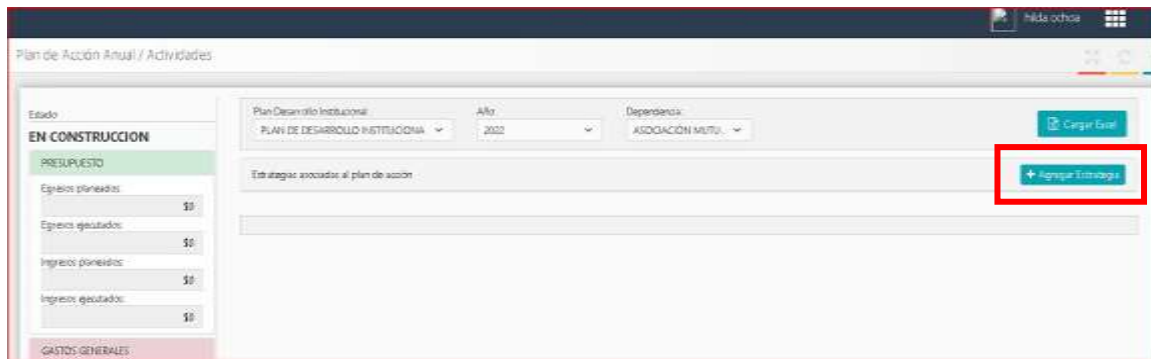 hilda ochoa
Plan de Acción Anual / Actividades
Estado
EN CONSTRUCCION
PRESUPUESTO
Egresos planeados:
$0
Egresos ejecutados:
$0
Ingresos planeados:
$0
Ingresos ejecutados:
$0
GASTOS GENERALES
Plan Desarrollo Institucional:
PLAN DE DESARROLLO INSTITUCIONA
Año:
2022
Dependencia:
ASOCIACIÓN MUTU..
Cargar Excel
Estrategias asociadas al plan de acción
+ Agregar Estrategia